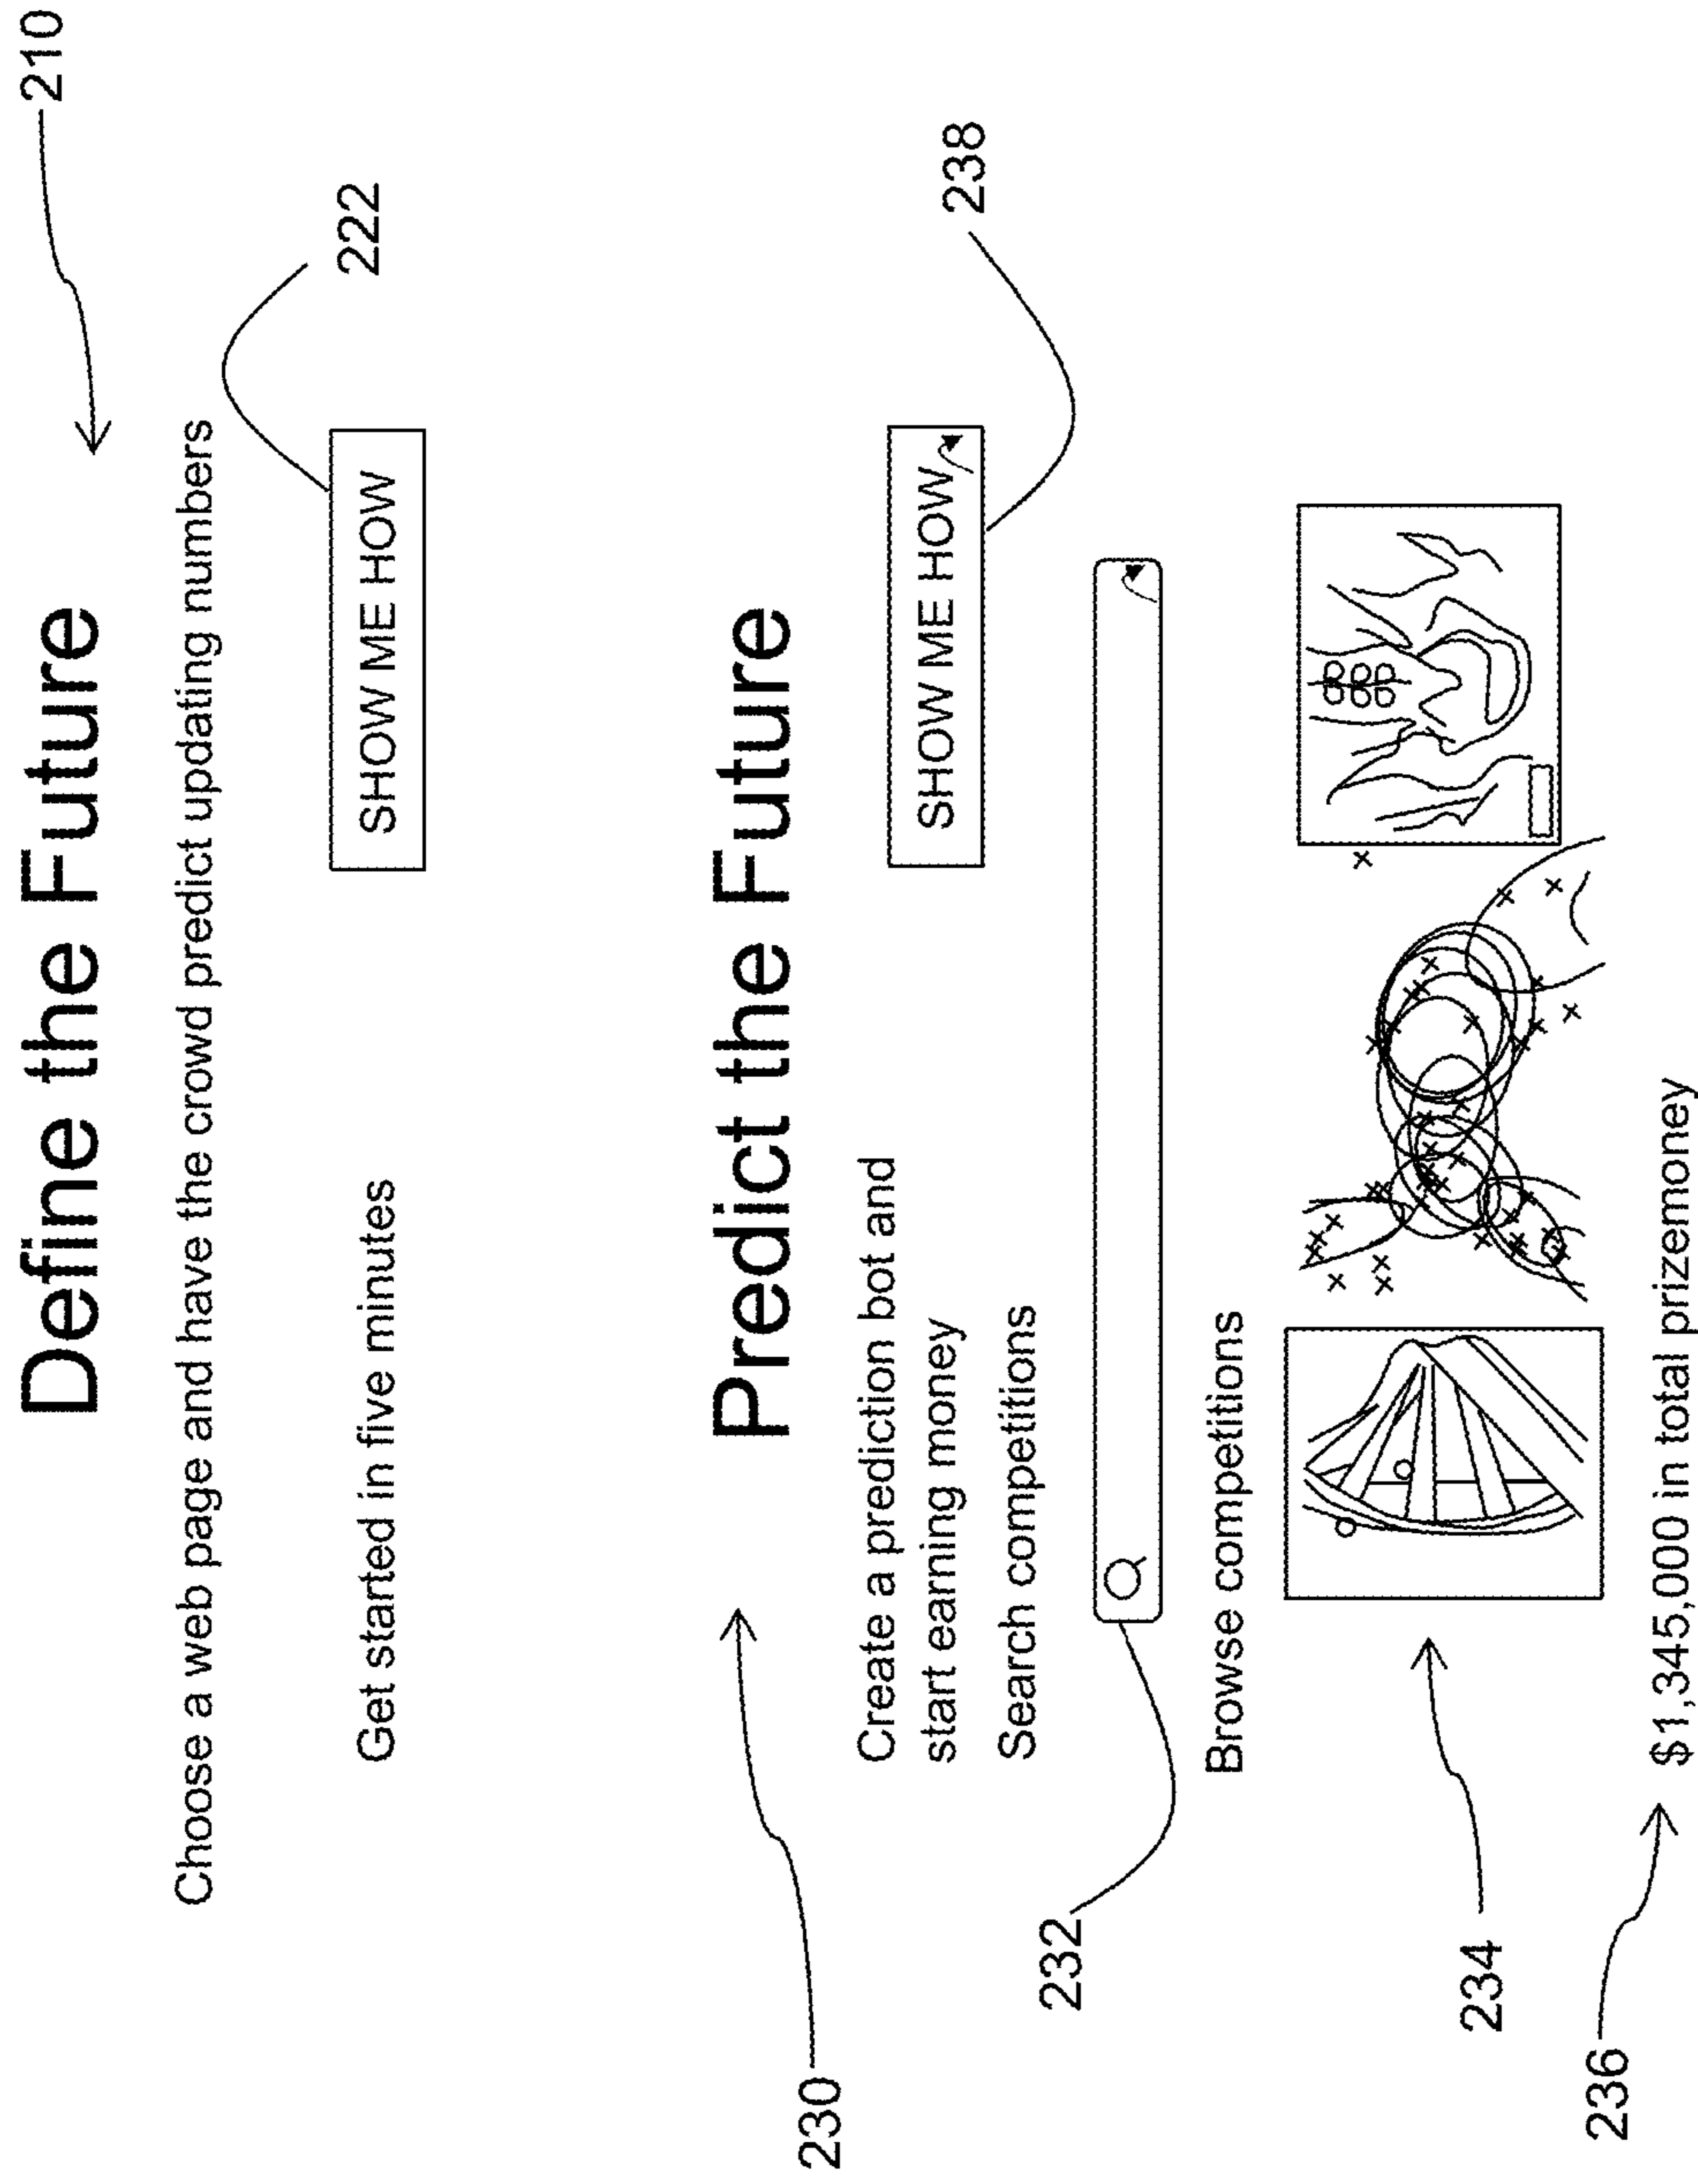 210
Define the Future
Choose a web page and have the crowd predict updating numbers
222
Get started in five minutes
SHOW ME HOW
230
Predict the Future
238
Create a prediction bot and
start earning money
SHOW ME HOW
Search competitions
232
Browse competitions
234
236
$1,345,000 in total prizemoney